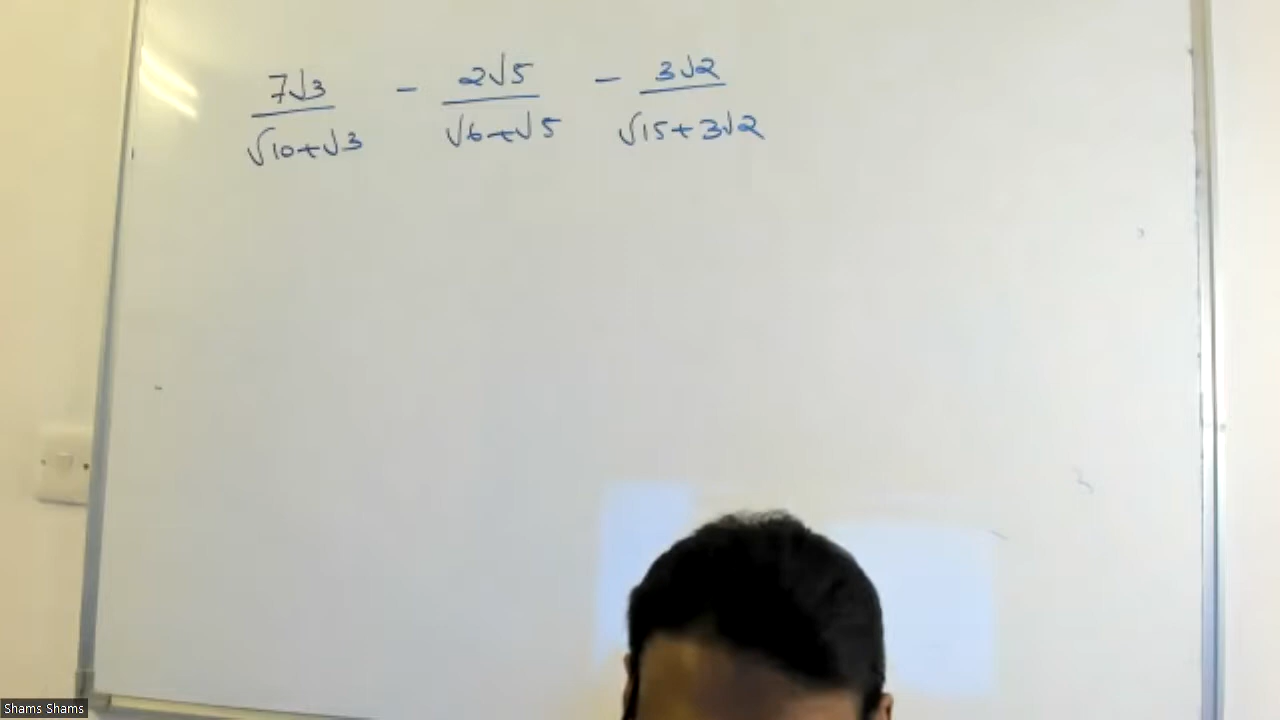 7√3 − 2√5 − 3√2
√10+√3 √6+√5 √15+3√2
Shams Shams